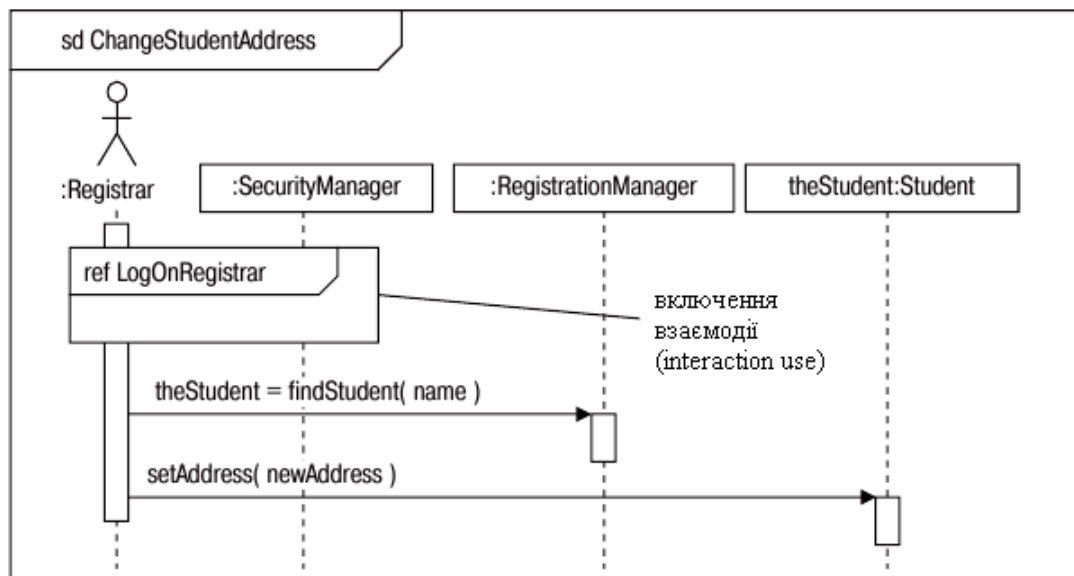 sd ChangeStudentAddress
:Registrar
:SecurityManager
:RegistrationManager
theStudent:Student
ref LogOnRegistrar
включення
взаємодії
(interaction use)
theStudent = findStudent( name )
setAddress( newAddress )